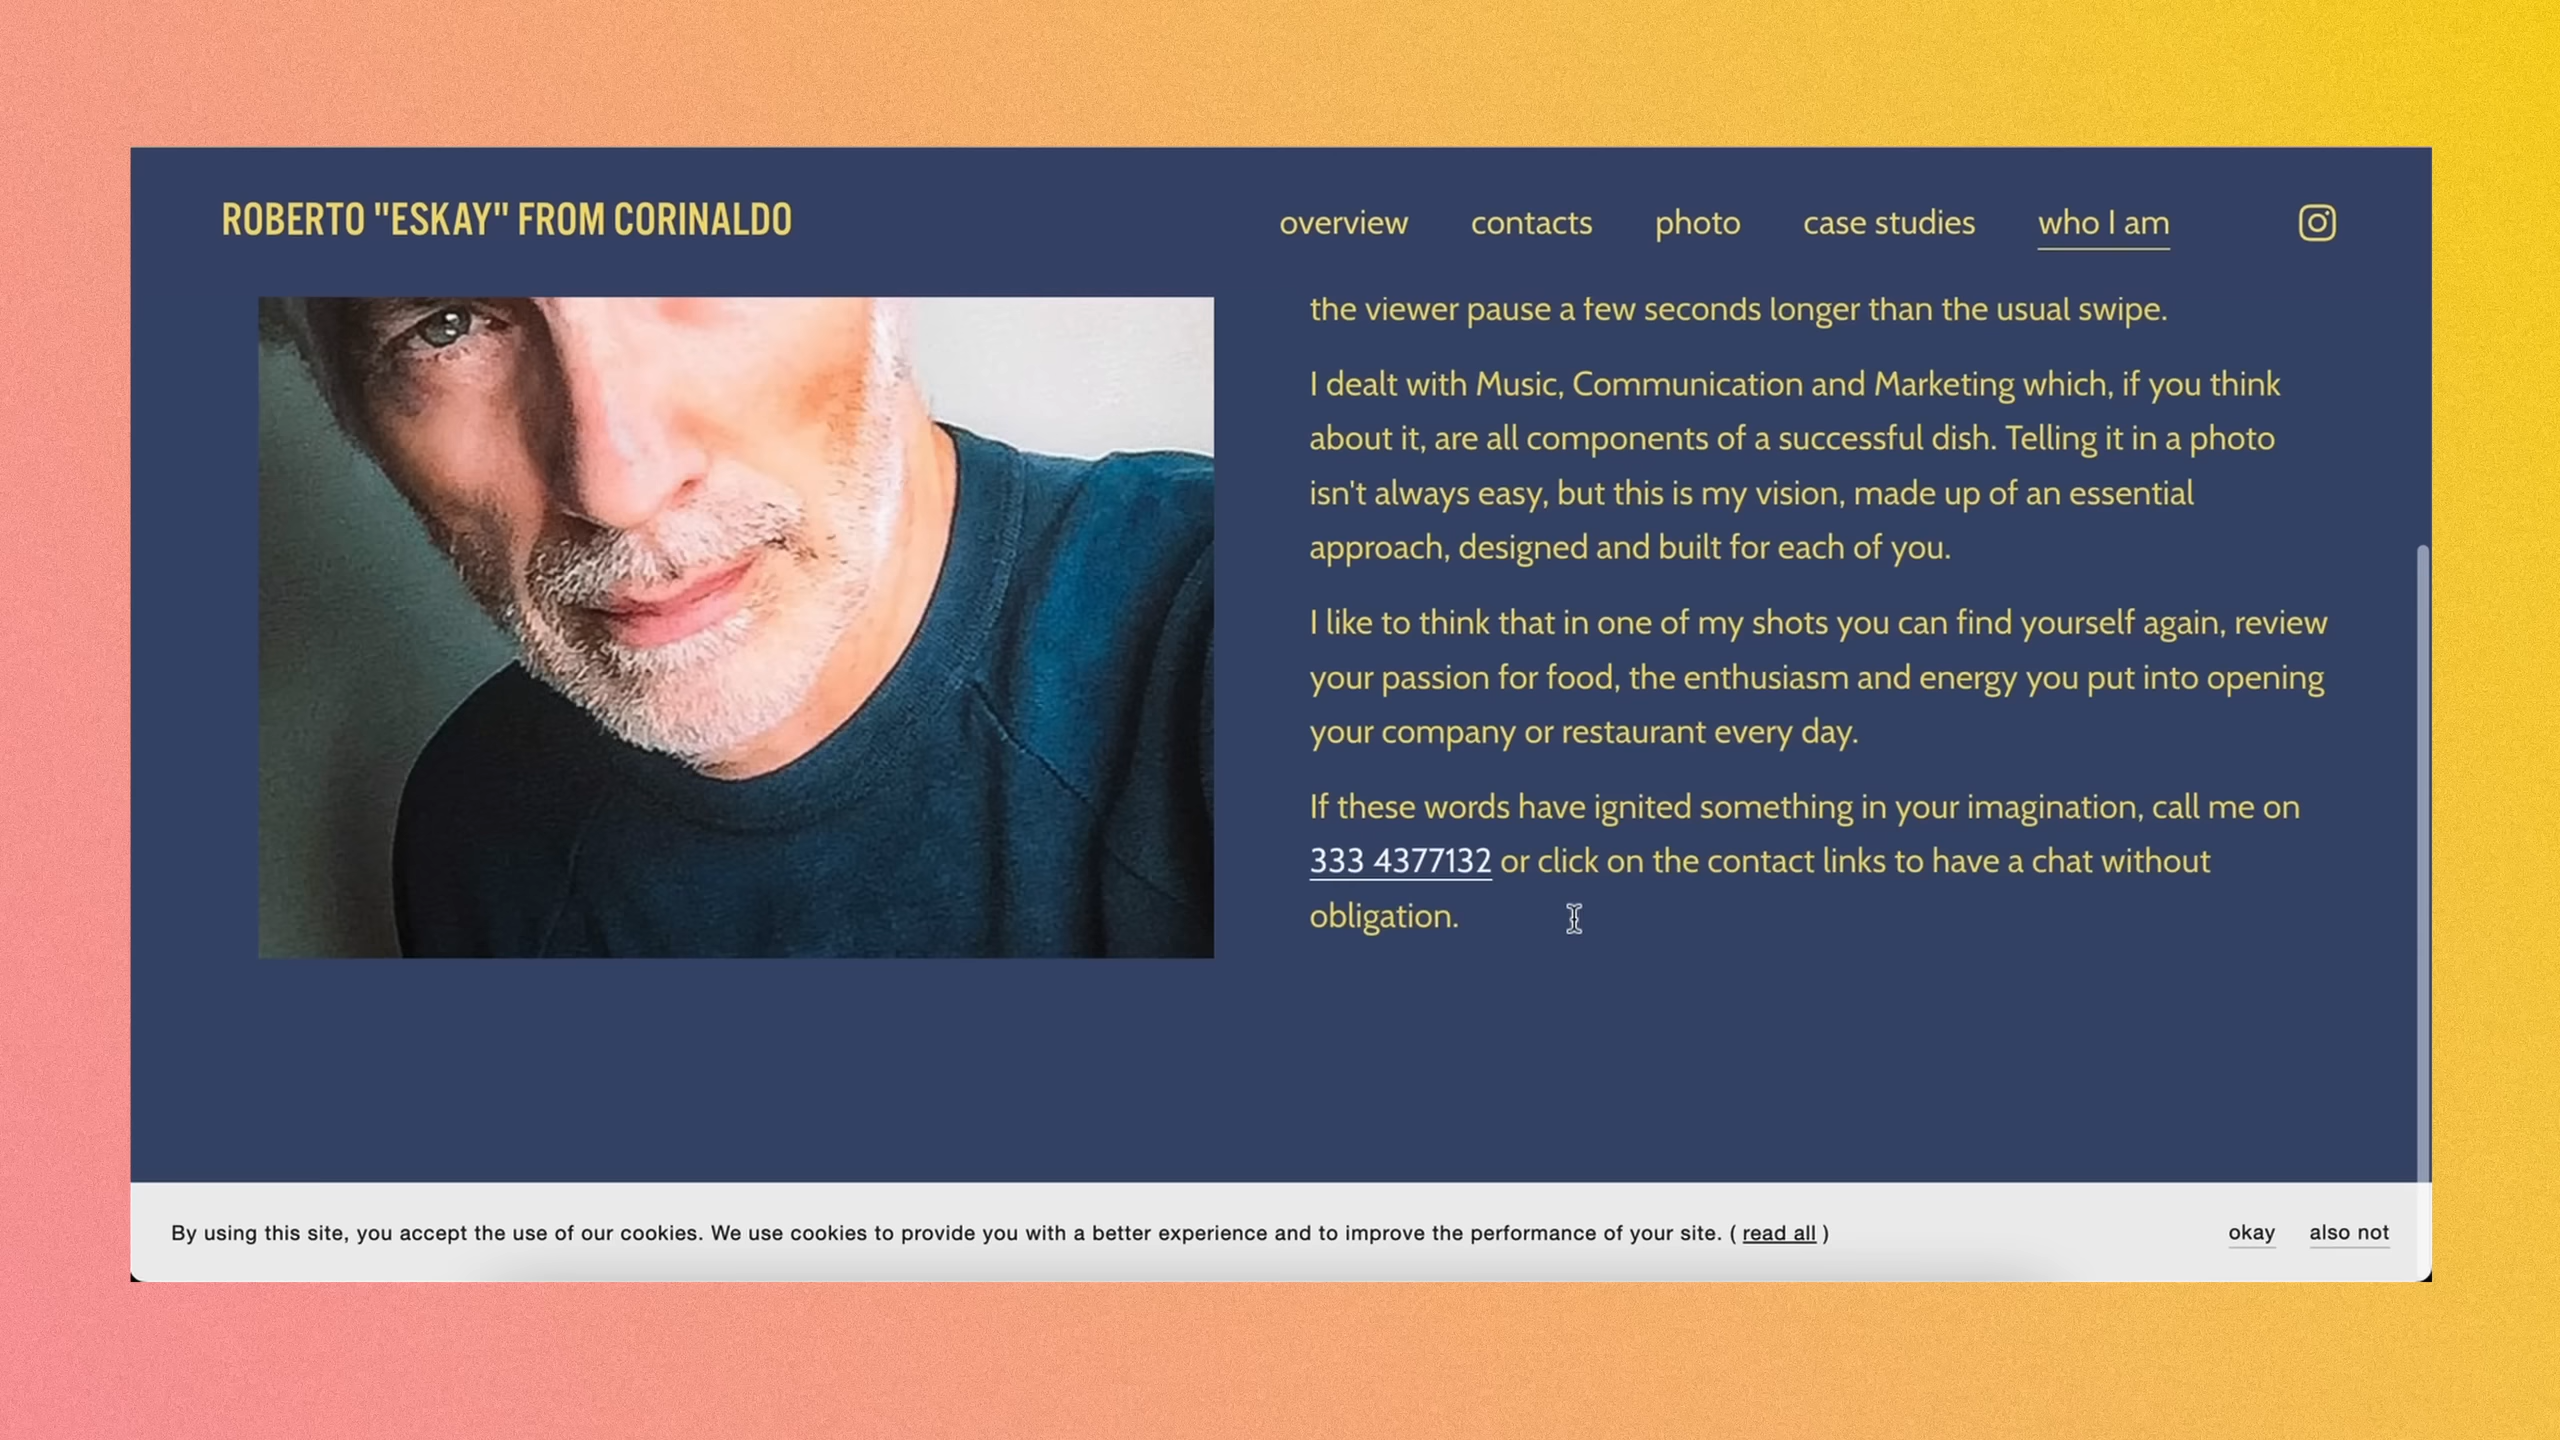 ROBERTO "ESKAY" FROM CORINALDO
overview contacts photo case studies who I am
the viewer pause a few seconds longer than the usual swipe.
I dealt with Music, Communication and Marketing which, if you think
about it, are all components of a successful dish. Telling it in a photo
isn't always easy, but this is my vision, made up of an essential
approach, designed and built for each of you.
I like to think that in one of my shots you can find yourself again, review
your passion for food, the enthusiasm and energy you put into opening
your company or restaurant every day.
If these words have ignited something in your imagination, call me on
333 4377132 or click on the contact links to have a chat without
obligation.
By using this site, you accept the use of our cookies. We use cookies to provide you with a better experience and to improve the performance of your site. ( read all )
okay also not